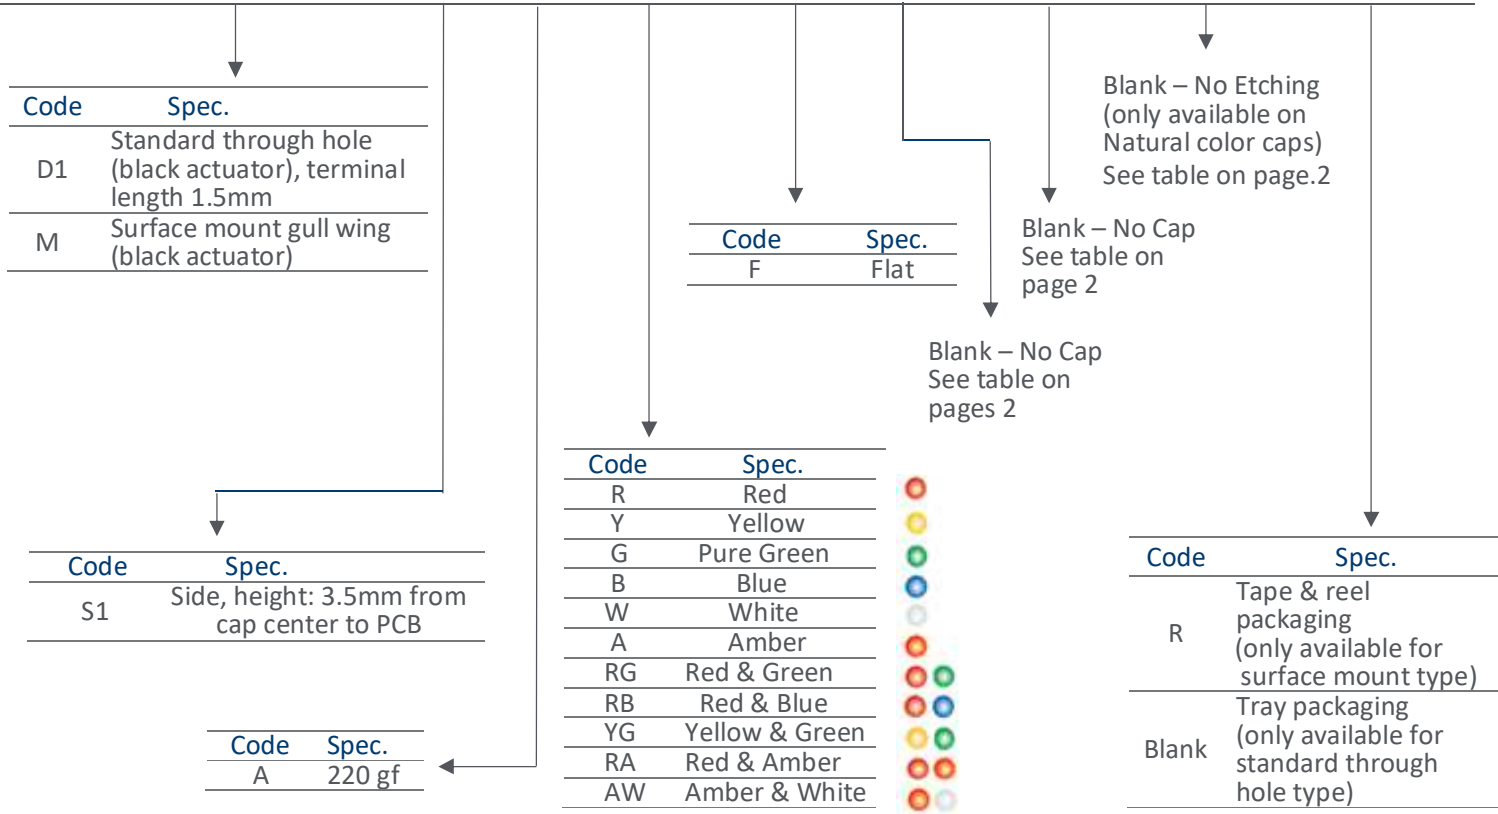 Code Spec.
D1 Standard through hole
(black actuator), terminal
length 1.5mm
M Surface mount gull wing
(black actuator)
Code Spec.
S1 Side, height: 3.5mm from
cap center to PCB
Code Spec.
A 220 gf
Code Spec.
R Red
Y Yellow
G Pure Green
B Blue
W White
A Amber
RG Red & Green
RB Red & Blue
YG Yellow & Green
RA Red & Amber
AW Amber & White
Code Spec.
F Flat
Blank – No Cap
See table on
pages 2
Blank – No Cap
See table on
page 2
Blank – No Etching
(only available on
Natural color caps)
See table on page.2
Code Spec.
R Tape & reel
packaging
(only available for
surface mount type)
Blank Tray packaging
(only available for
standard through
hole type)